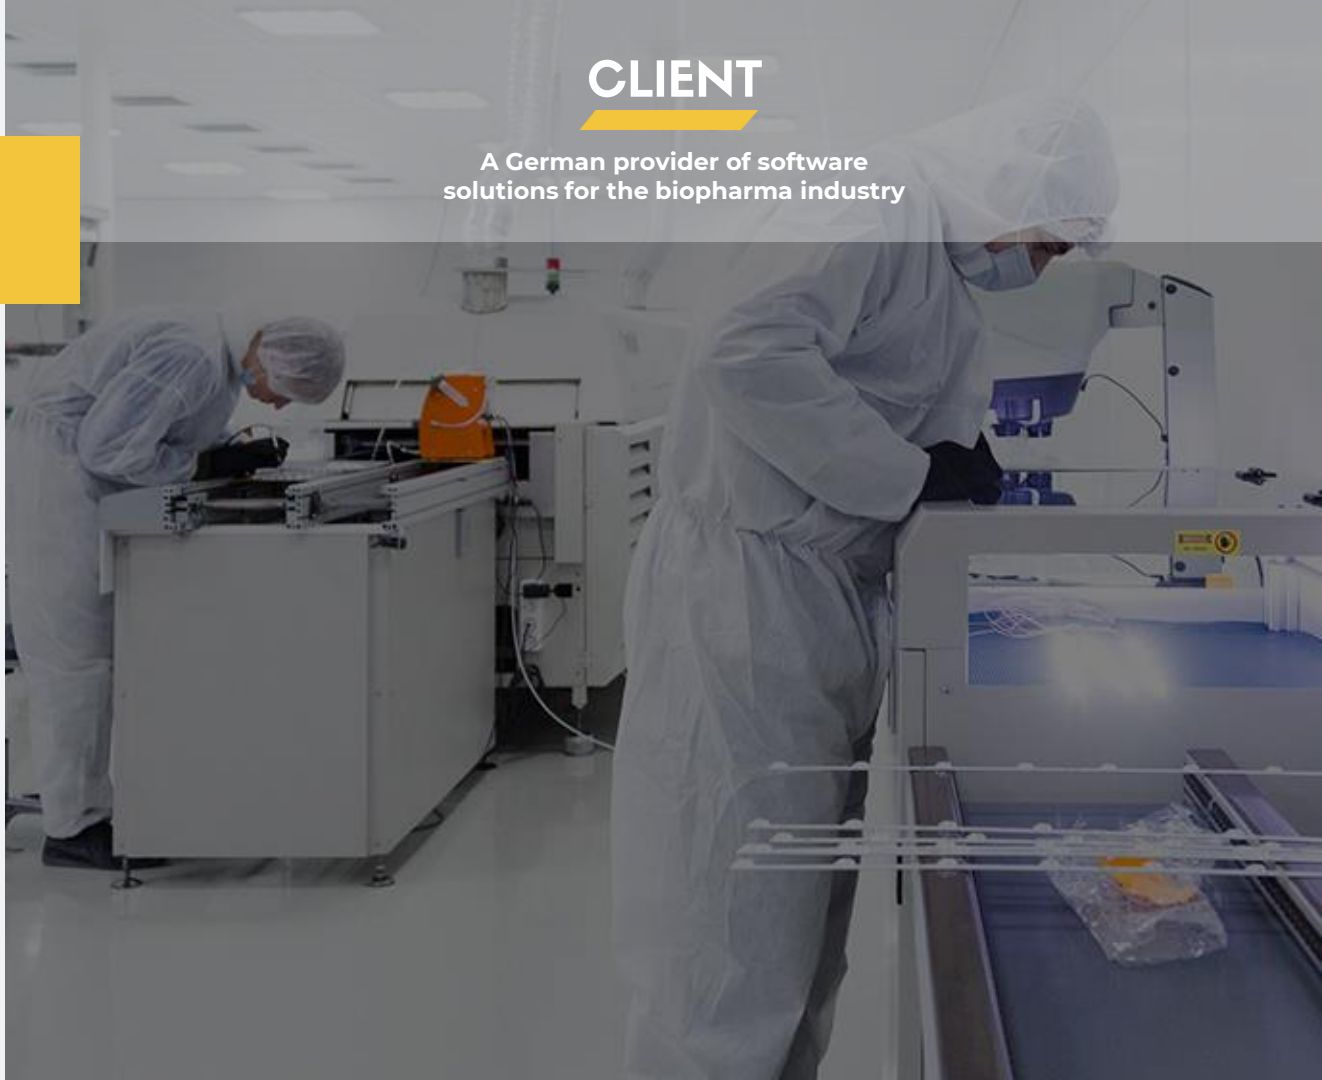 CLIENT
A German provider of software
solutions for the biopharma industry